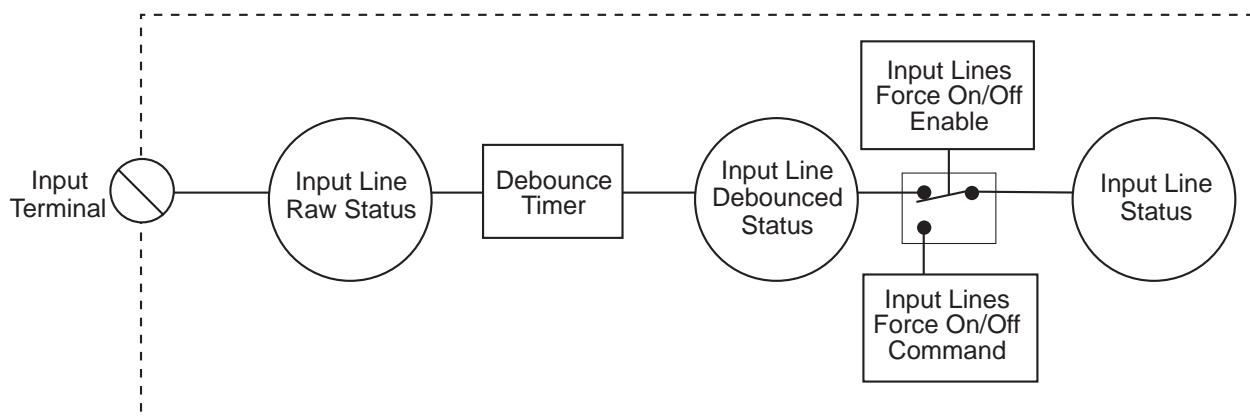 Input
Terminal
Input Line
Raw Status
Debounce
Timer
Input Line
Debounced
Status
Input Lines
Force On/Off
Enable
Input Lines
Force On/Off
Command
Input Line
Status